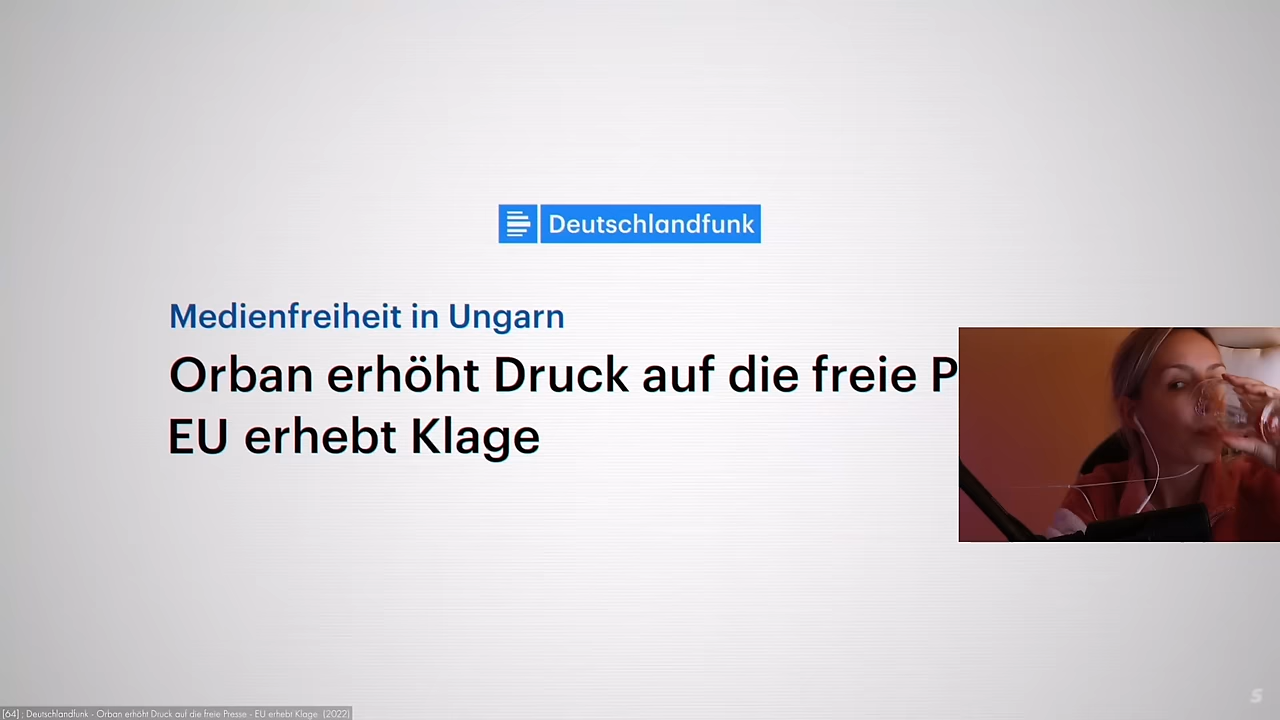 Deutschlandfunk
Medienfreiheit in Ungarn
Orban erhöht Druck auf die freie P
EU erhebt Klage
[64] : Deutschlandfunk - Orban erhöht Druck auf die freie Presse - EU erhebt Klage (2022)
S